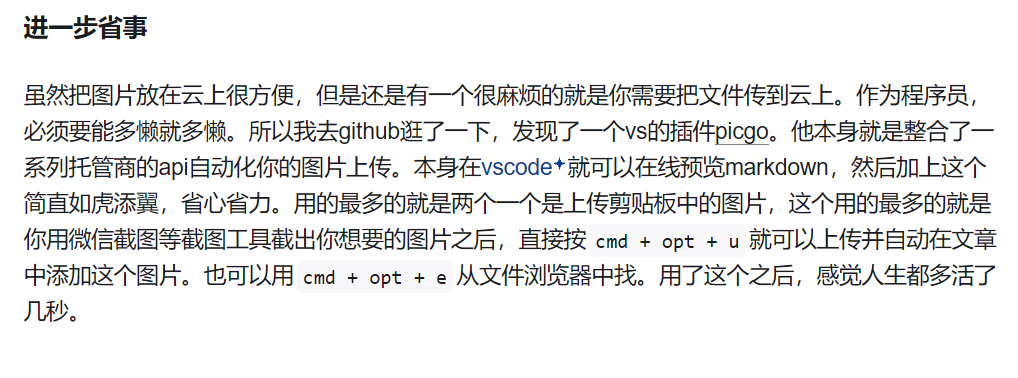 进一步省事
虽然把图片放在云上很方便，但是还是有一个很麻烦的就是你需要把文件传到云上。作为程序员，
必须要能多懒就多懒。所以我去github逛了一下，发现了一个vs的插件picgo。他本身就是整合了一
系列托管商的api自动化你的图片上传。本身在vscode就可以在线预览markdown，然后加上这个
简直如虎添翼，省心省力。用的最多的就是两个一个是上传剪贴板中的图片，这个用的最多的就是
你用微信截图等截图工具截出你想要的图片之后，直接按 cmd + opt + u 就可以上传并自动在文章
中添加这个图片。也可以用 cmd + opt + e 从文件浏览器中找。用了这个之后，感觉人生都多活了
几秒。